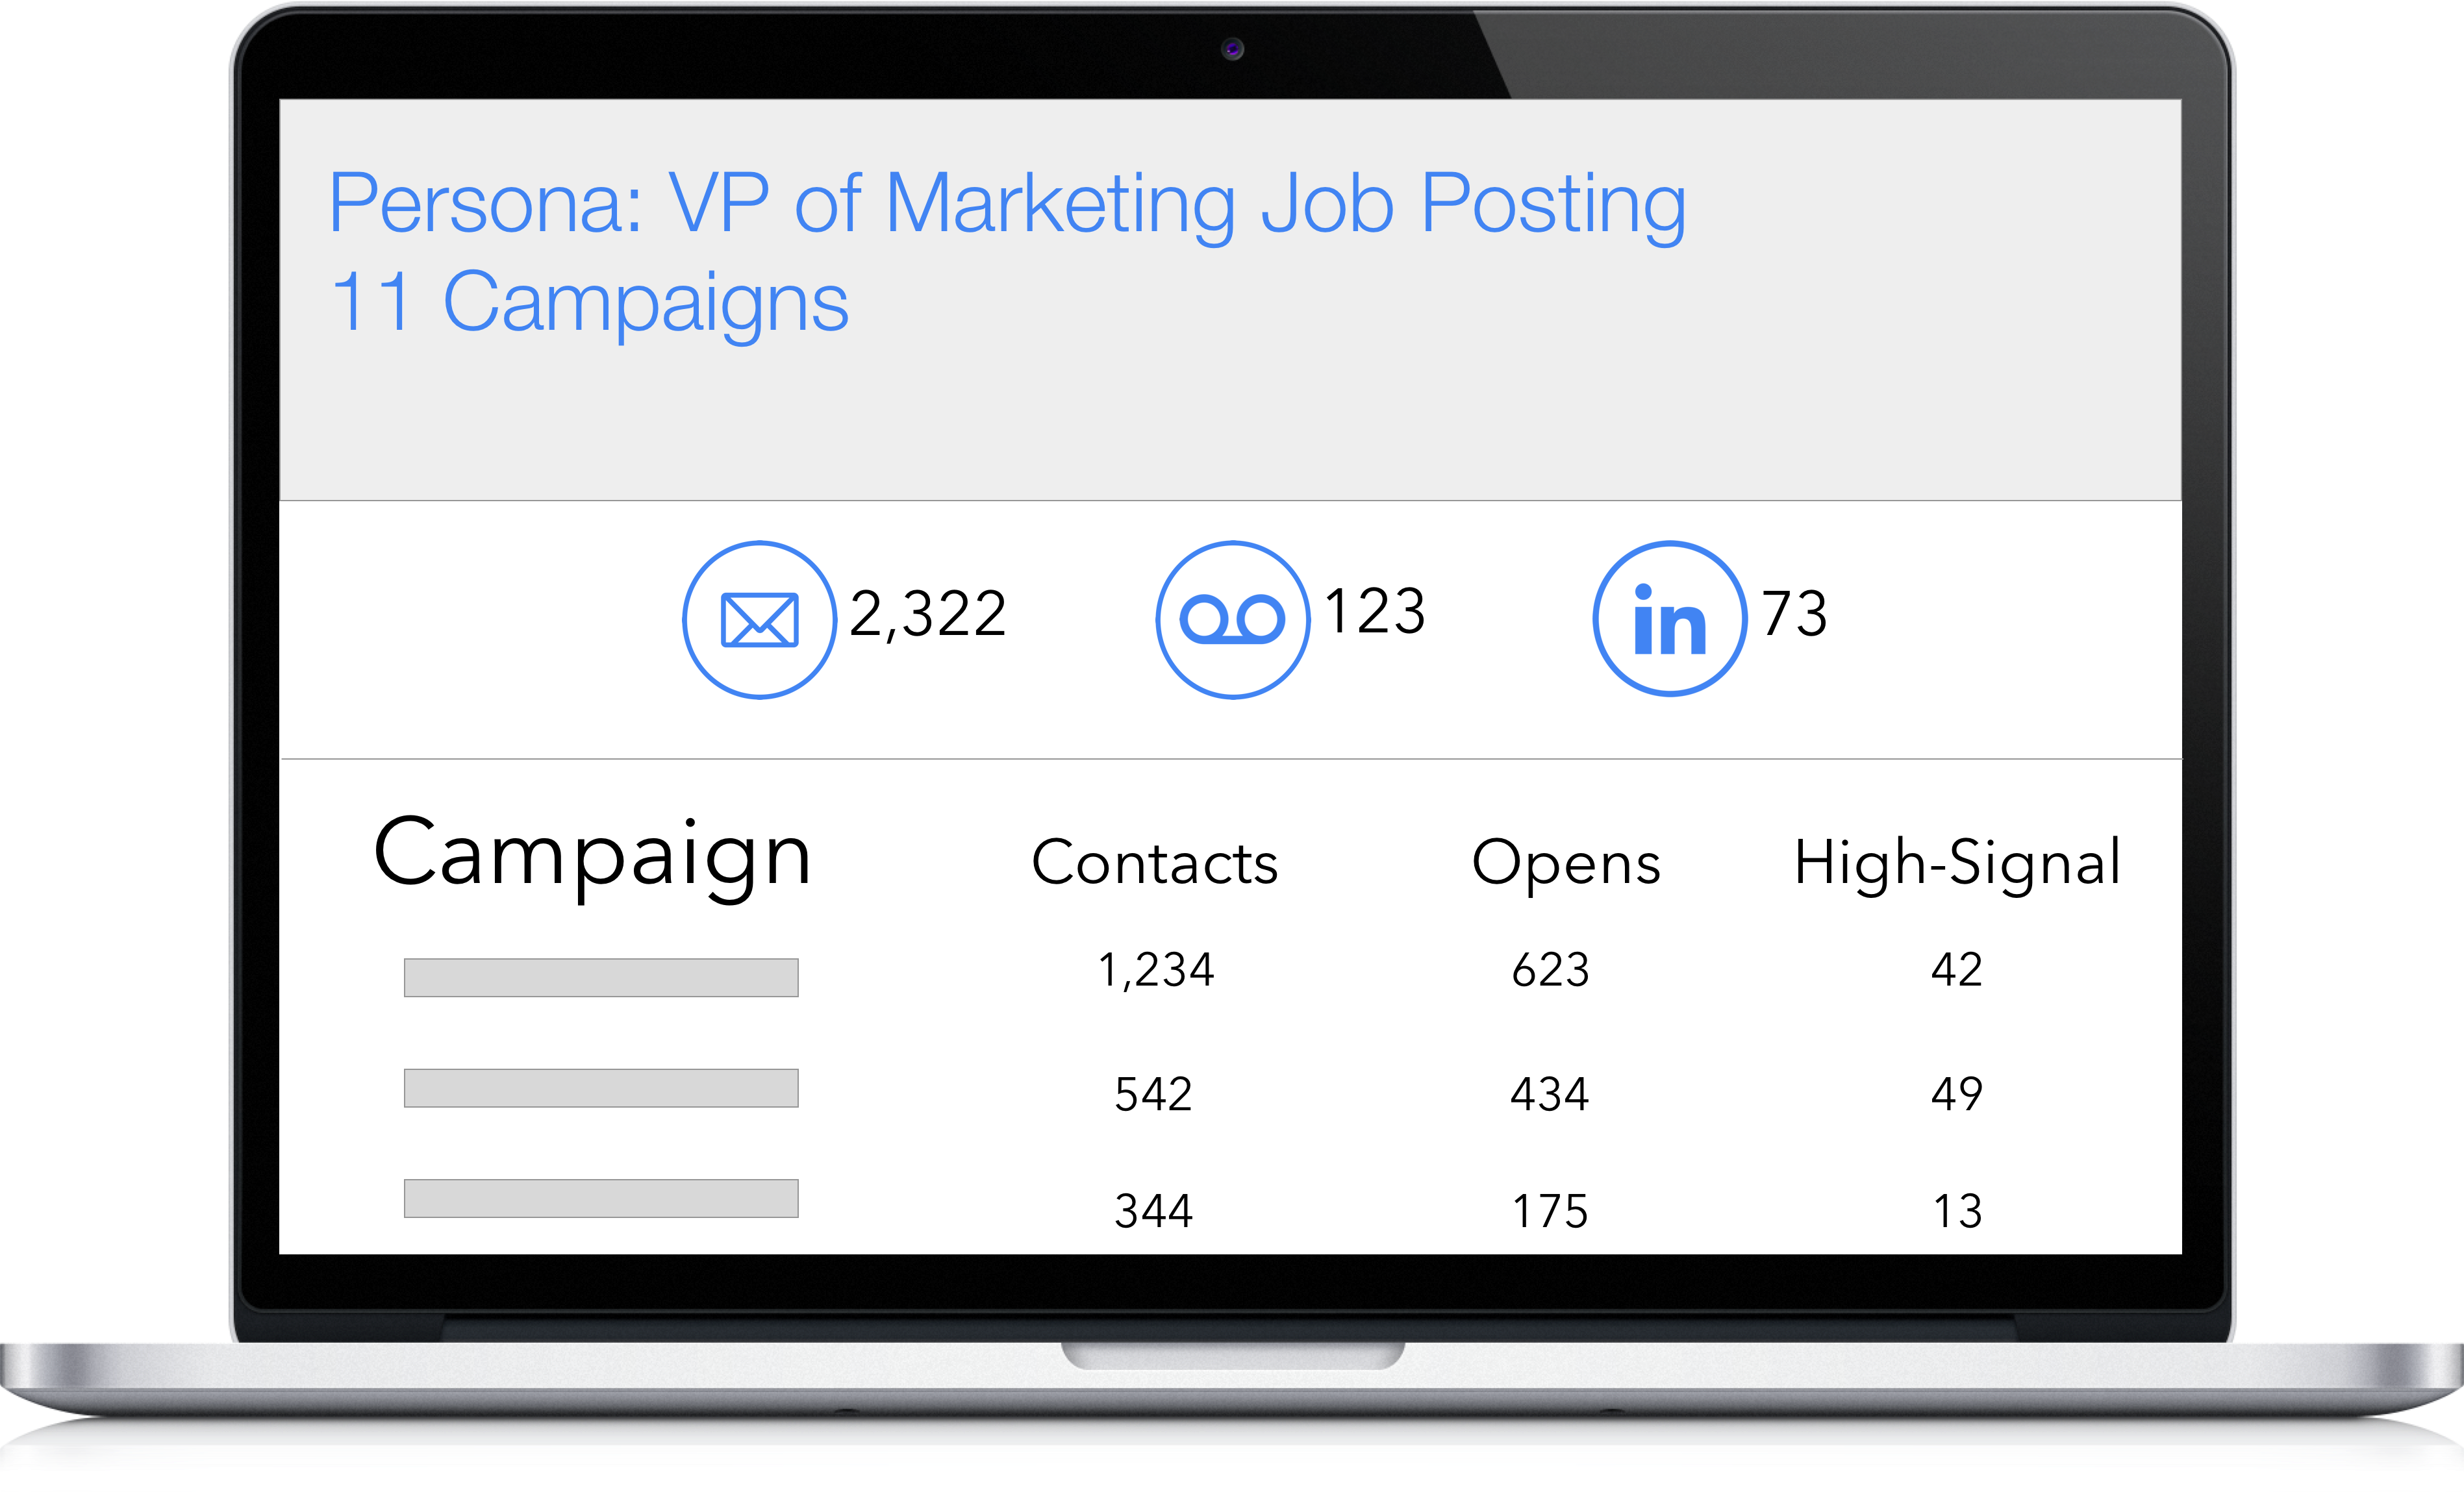 Persona: VP of Marketing Job Posting
11 Campaigns
2,322 123 in 73
Campaign Contacts Opens High-Signal
1,234 623 42
542 434 49
344 175 13